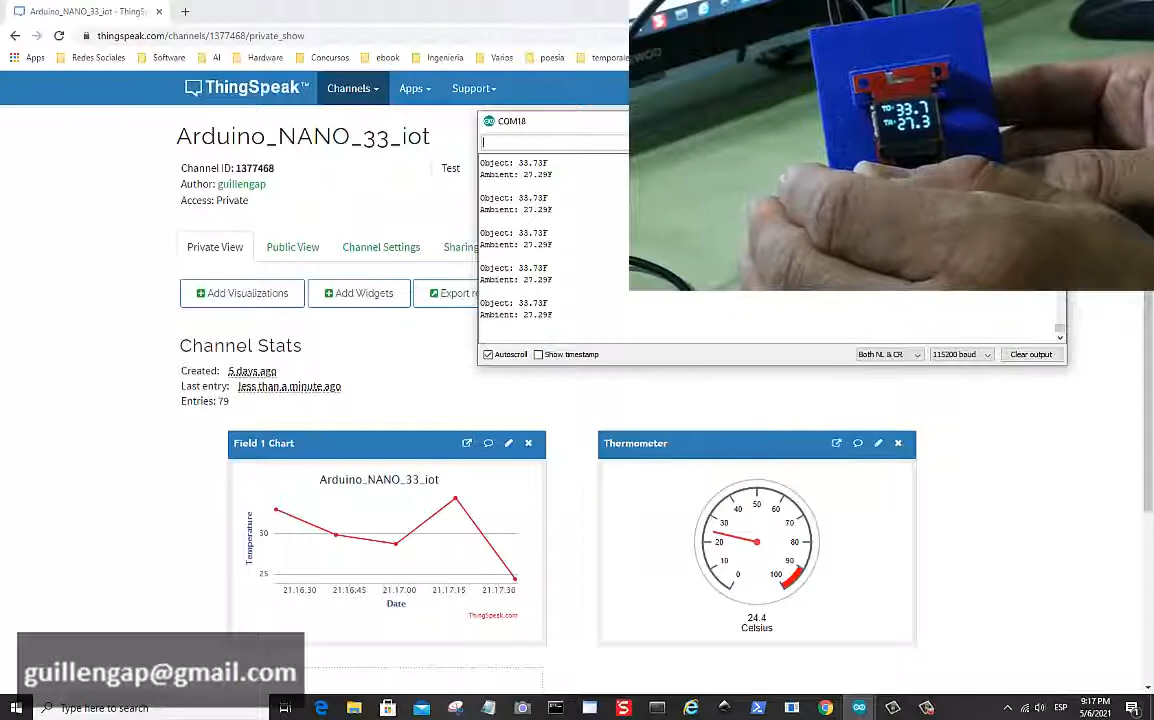 Arduino_NANO_33_iot - ThingSpea
thingspeak.com/channels/1377468/private_show
Apps Redes Sociales Software AI Hardware Concursos ebook Ingenieria Varios poesia temporale
ThingSpeak™ Channels Apps Support
Arduino_NANO_33_iot
Channel ID: 1377468
Author: guillengap
Access: Private
Test
Private View Public View Channel Settings Sharing
Add Visualizations Add Widgets Export re
Channel Stats
Created: 5 days ago
Last entry: less than a minute ago
Entries: 79
COM18
Object: 33.73F
Ambient: 27.29F
Object: 33.73F
Ambient: 27.29F
Object: 33.73F
Ambient: 27.29F
Object: 33.73F
Ambient: 27.29F
Object: 33.73F
Ambient: 27.29F
Autoscroll Show timestamp Both NL & CR 115200 baud Clear output
TO: 33.7
TA: 27.3
Field 1 Chart
Arduino_NANO_33_iot
Temperature
30
25
21:16:30 21:16:45 21:17:00 21:17:15 21:17:30
Date
ThingSpeak.com
Thermometer
0 10 20 30 40 50 60 70 80 90 100
24.4
Celsius
guillengap@gmail.com
Type here to search
ESP
9:17 PM
5/6/2021